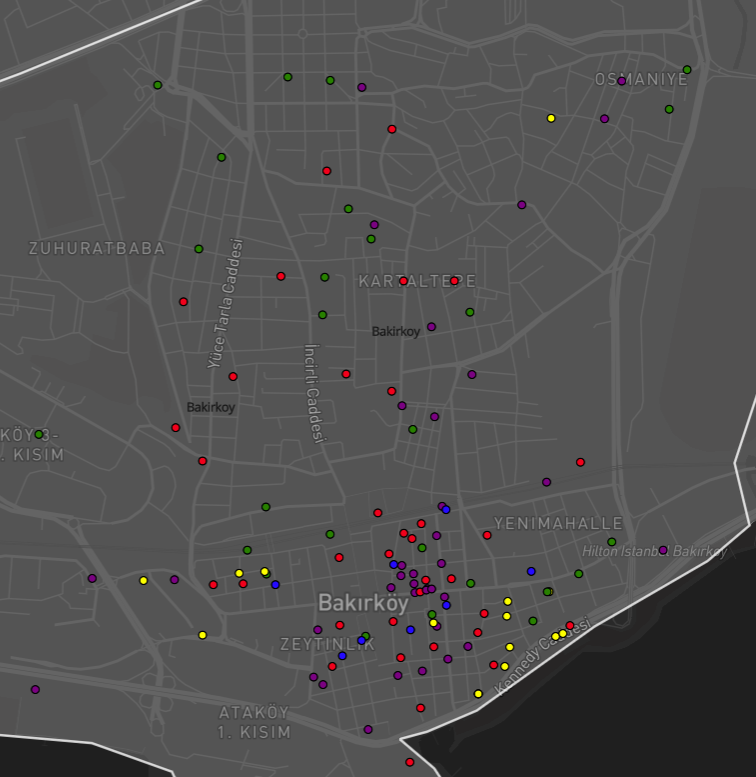 OSMANIYE
ZUHURATBABA
Yüce Tarla Caddesi
KARTALTEPE
Bakirkoy
İncirli Caddesi
Bakirkoy
KÖY 3-
. KISIM
YENIMAHALLE
Hilton Istanbul Bakirkoy
Bakırköy
ZEYTINLIK
Kennedy Caddesi
ATAKÖY
1. KISIM